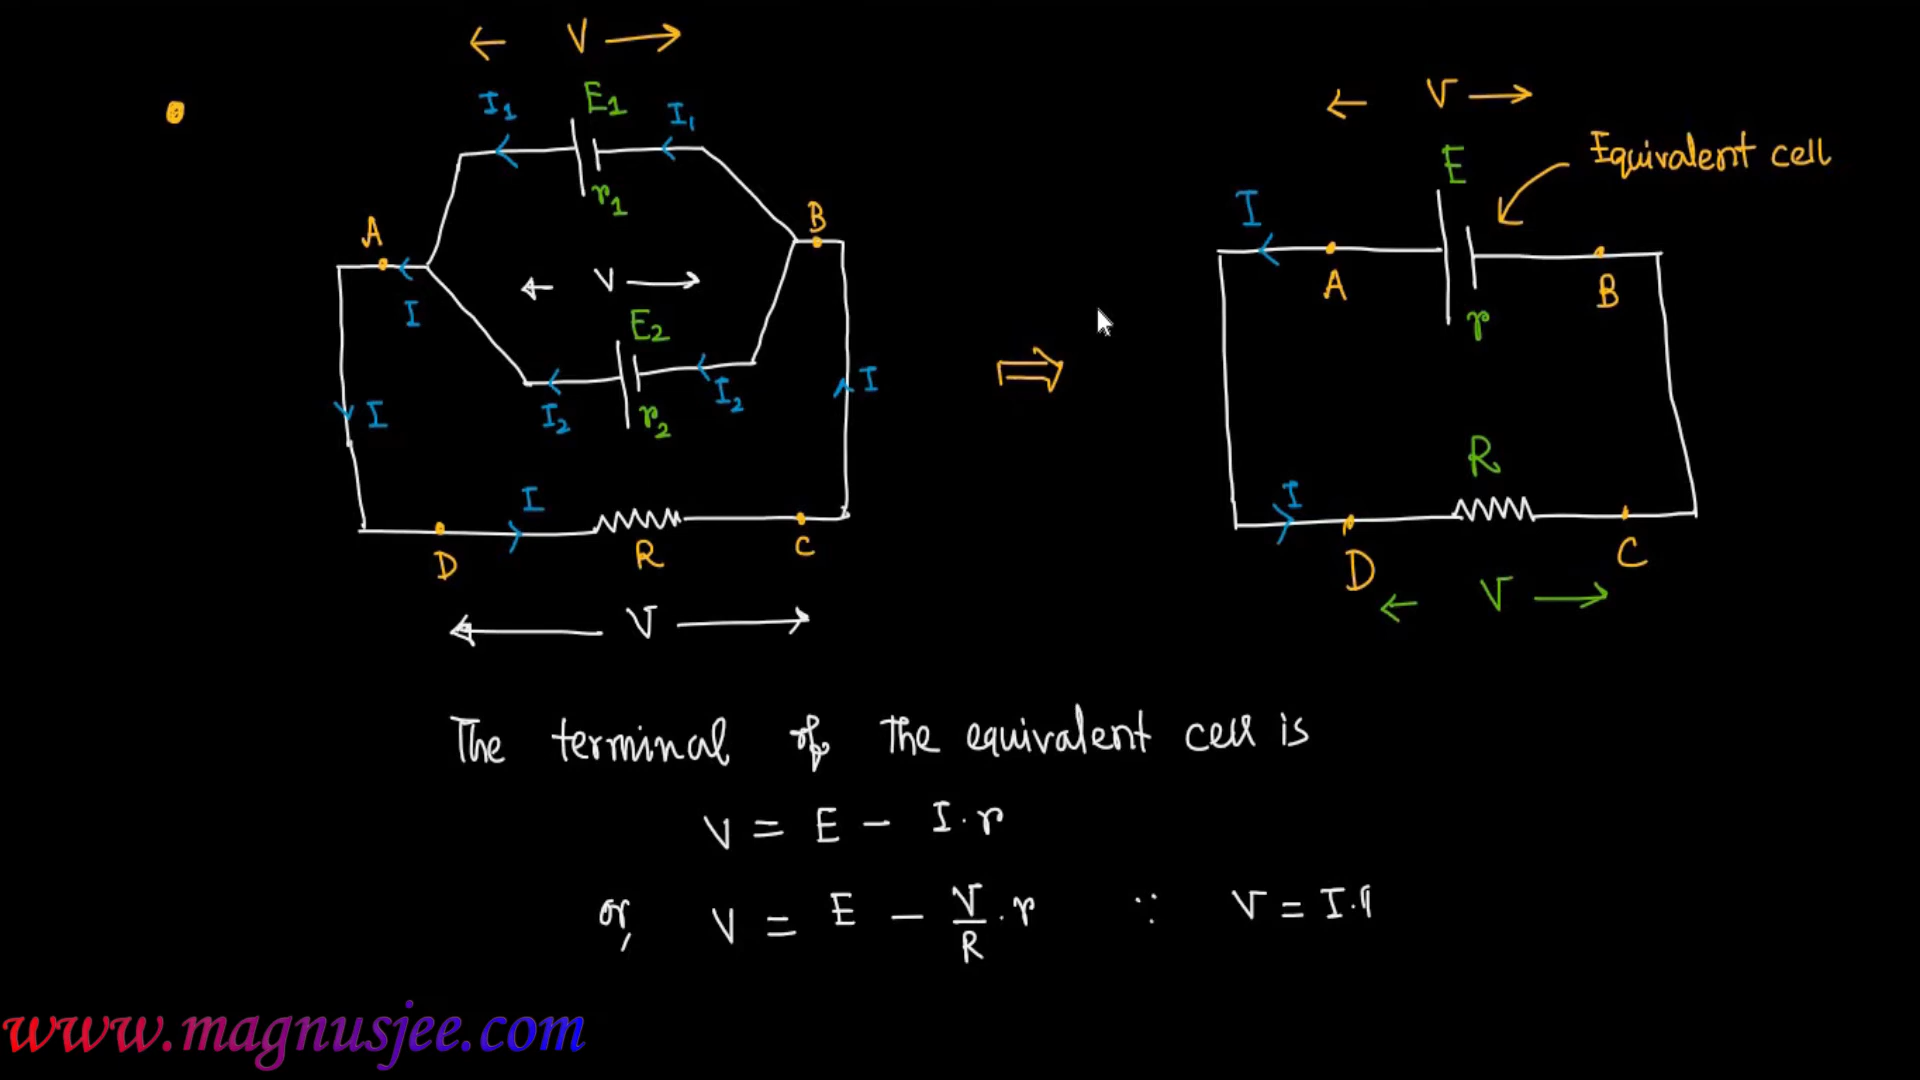 V
I1 E1 I1
r1
A B
V
I E2
I I2 r2 I2 I
I
D R C
V
V
E Equivalent cell
I
A r B
R
I
D C
V
The terminal of the equivalent cell is
V = E - I.r
or, V = E - V/R . r ∵ V = I.
www.magnusjee.com